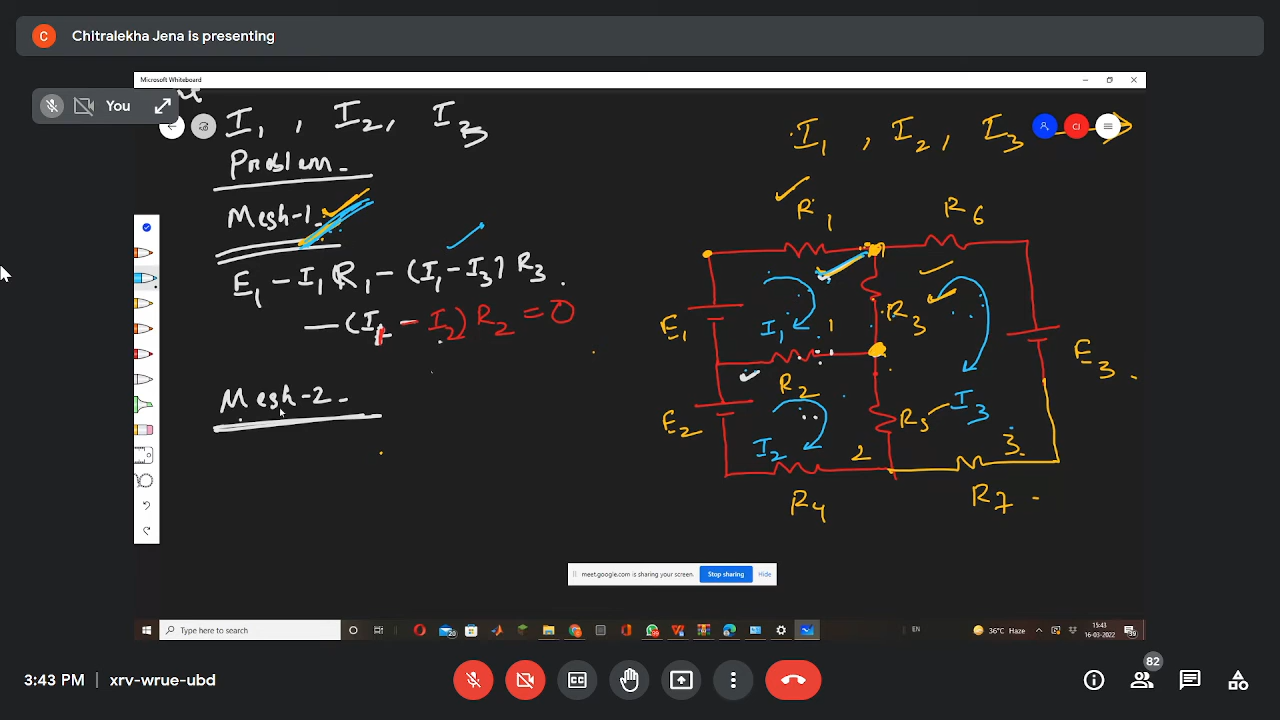 C Chitralekha Jena is presenting
Microsoft Whiteboard
You
I1 , I2, I3
Problem -
Mesh-1
E1 - I1 R1 - (I1 - I3) R3
- (I1 - I2) R2 = 0
Mesh-2 -
I1 , I2 , I3
CJ
R1
R6
E1
I1
1
R3
R2
E3
E2
I2
R5
I3
2
3
R4
R7
meet.google.com is sharing your screen. Stop sharing Hide
Type here to search
EN
36°C Haze
15:43
16-03-2022
3:43 PM | xrv-wrue-ubd
82